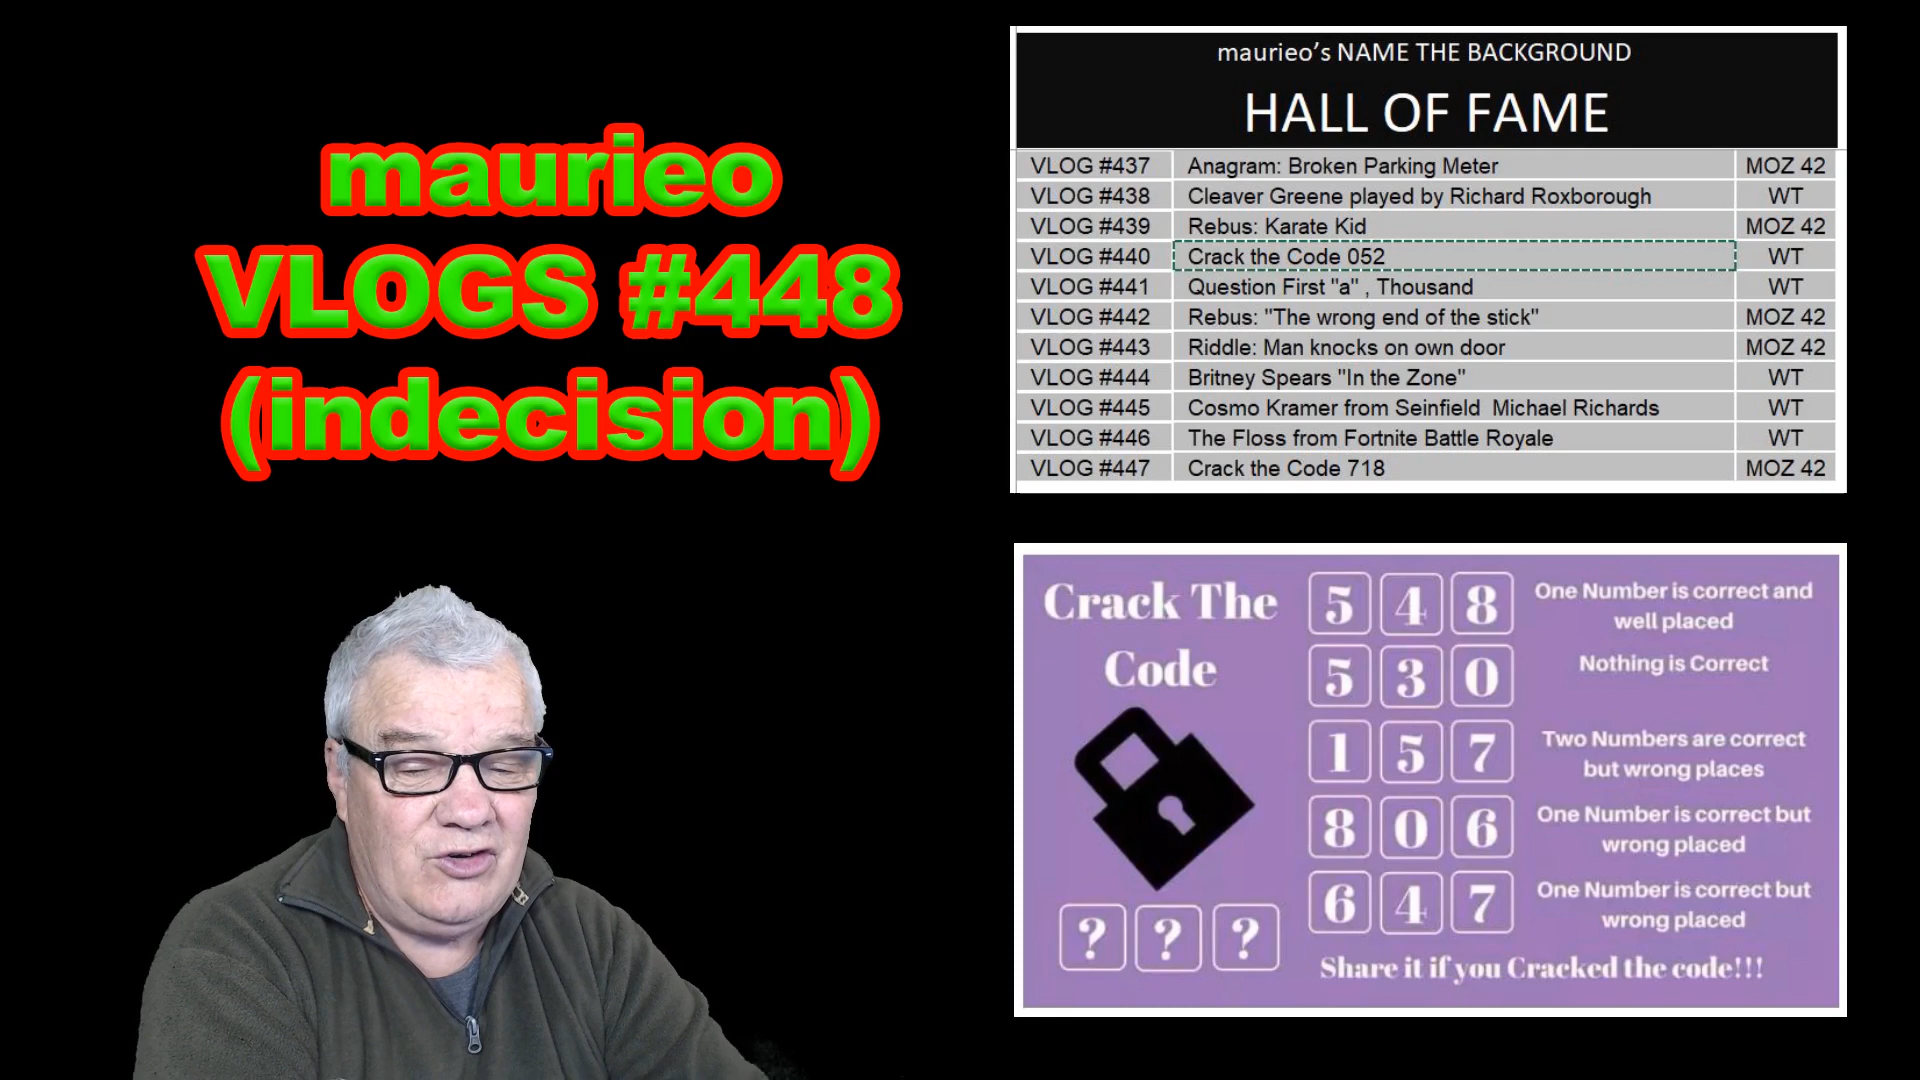 maurieo
VLOGS #448
(indecision)
maurieo's NAME THE BACKGROUND
HALL OF FAME
VLOG #437 Anagram: Broken Parking Meter MOZ 42
VLOG #438 Cleaver Greene played by Richard Roxborough WT
VLOG #439 Rebus: Karate Kid MOZ 42
VLOG #440 Crack the Code 052 WT
VLOG #441 Question First "a" , Thousand WT
VLOG #442 Rebus: "The wrong end of the stick" MOZ 42
VLOG #443 Riddle: Man knocks on own door MOZ 42
VLOG #444 Britney Spears "In the Zone" WT
VLOG #445 Cosmo Kramer from Seinfield Michael Richards WT
VLOG #446 The Floss from Fortnite Battle Royale WT
VLOG #447 Crack the Code 718 MOZ 42
Crack The
Code
5 4 8 One Number is correct and
well placed
5 3 0 Nothing is Correct
1 5 7 Two Numbers are correct
but wrong places
8 0 6 One Number is correct but
wrong placed
6 4 7 One Number is correct but
wrong placed
? ? ?
Share it if you Cracked the code!!!